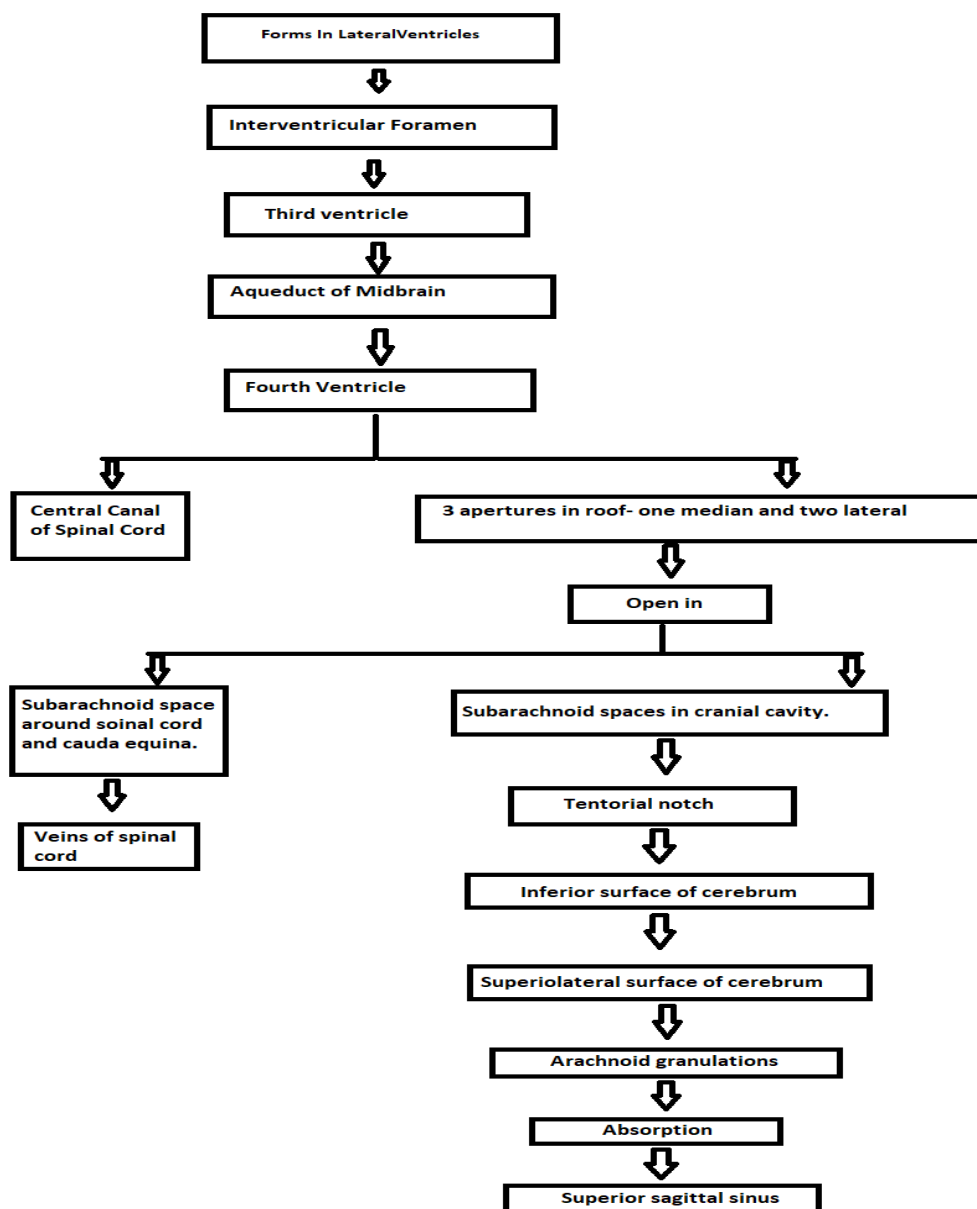 Forms In LateralVentricles
Interventricular Foramen
Third ventricle
Aqueduct of Midbrain
Fourth Ventricle
Central Canal
of Spinal Cord
3 apertures in roof- one median and two lateral
Open in
Subarachnoid space
around soinal cord
and cauda equina.
Subarachnoid spaces in cranial cavity.
Veins of spinal
cord
Tentorial notch
Inferior surface of cerebrum
Superiolateral surface of cerebrum
Arachnoid granulations
Absorption
Superior sagittal sinus